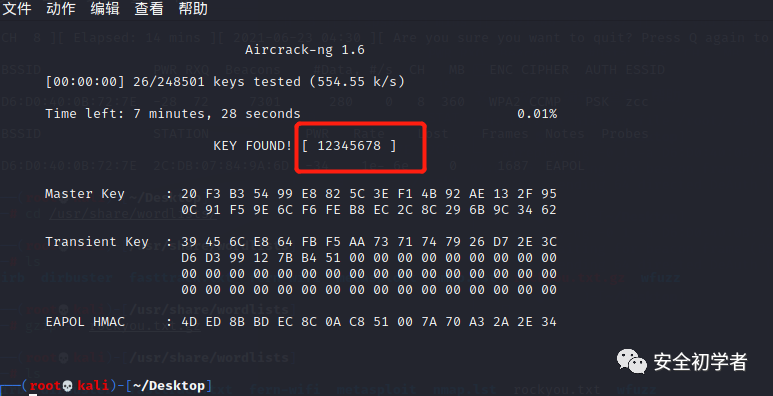 文件 动作 编辑 查看 帮助
Aircrack-ng 1.6
[00:00:00] 26/248501 keys tested (554.55 k/s)
Time left: 7 minutes, 28 seconds 0.01%
KEY FOUND! [ 12345678 ]
Master Key : 20 F3 B3 54 99 E8 82 5C 3E F1 4B 92 AE 13 2F 95
0C 91 F5 9E 6C F6 FE B8 EC 2C 8C 29 6B 9C 34 62
Transient Key : 39 45 6C E8 64 FB F5 AA 73 71 74 79 26 D7 2E 3C
D6 D3 99 12 7B B4 51 00 00 00 00 00 00 00 00 00
00 00 00 00 00 00 00 00 00 00 00 00 00 00 00 00
00 00 00 00 00 00 00 00 00 00 00 00 00 00 00 00
EAPOL HMAC : 4D ED 8B BD EC 8C 0A C8 51 00 7A 70 A3 2A 2E 34
安全初学者
(root💀kali)-[~/Desktop]